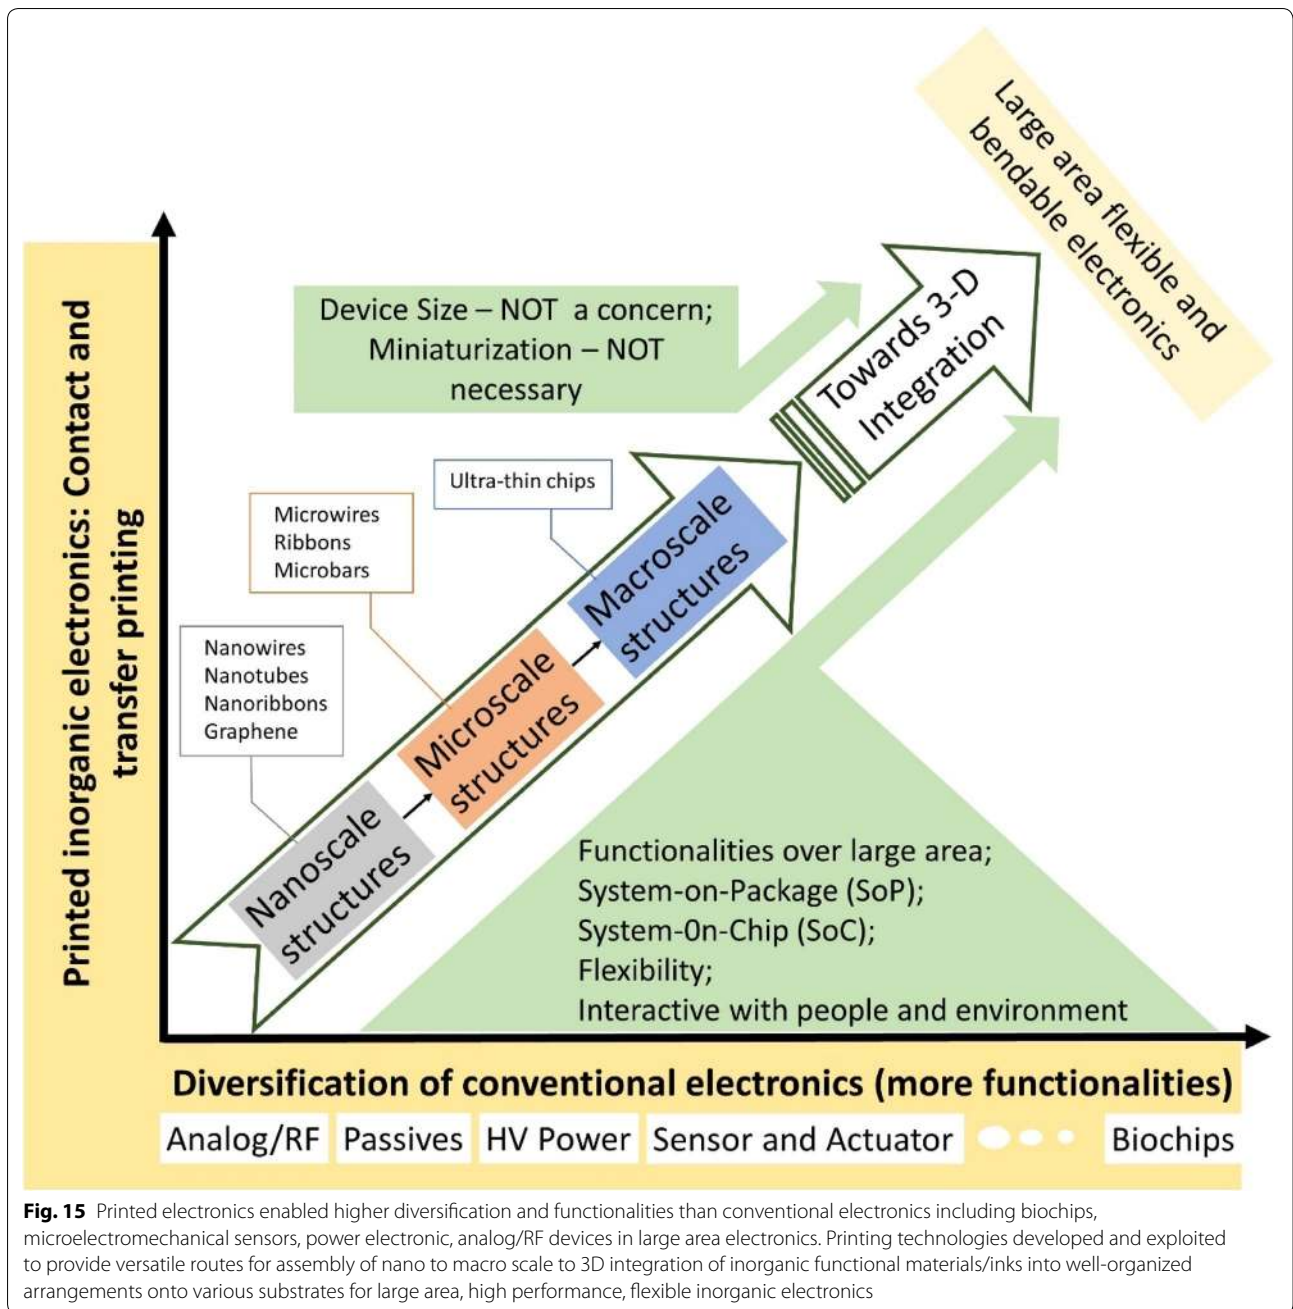 Large area flexible and
bendable electronics
Printed inorganic electronics: Contact and
transfer printing
Device Size – NOT a concern;
Miniaturization – NOT
necessary
Towards 3-D
Integration
Ultra-thin chips
Microwires
Ribbons
Microbars
Nanowires
Nanotubes
Nanoribbons
Graphene
Macroscale
structures
Microscale
structures
Nanoscale
structures
Functionalities over large area;
System-on-Package (SoP);
System-0n-Chip (SoC);
Flexibility;
Interactive with people and environment
Diversification of conventional electronics (more functionalities)
Analog/RF Passives HV Power Sensor and Actuator Biochips
Fig. 15 Printed electronics enabled higher diversification and functionalities than conventional electronics including biochips,
microelectromechanical sensors, power electronic, analog/RF devices in large area electronics. Printing technologies developed and exploited
to provide versatile routes for assembly of nano to macro scale to 3D integration of inorganic functional materials/inks into well-organized
arrangements onto various substrates for large area, high performance, flexible inorganic electronics